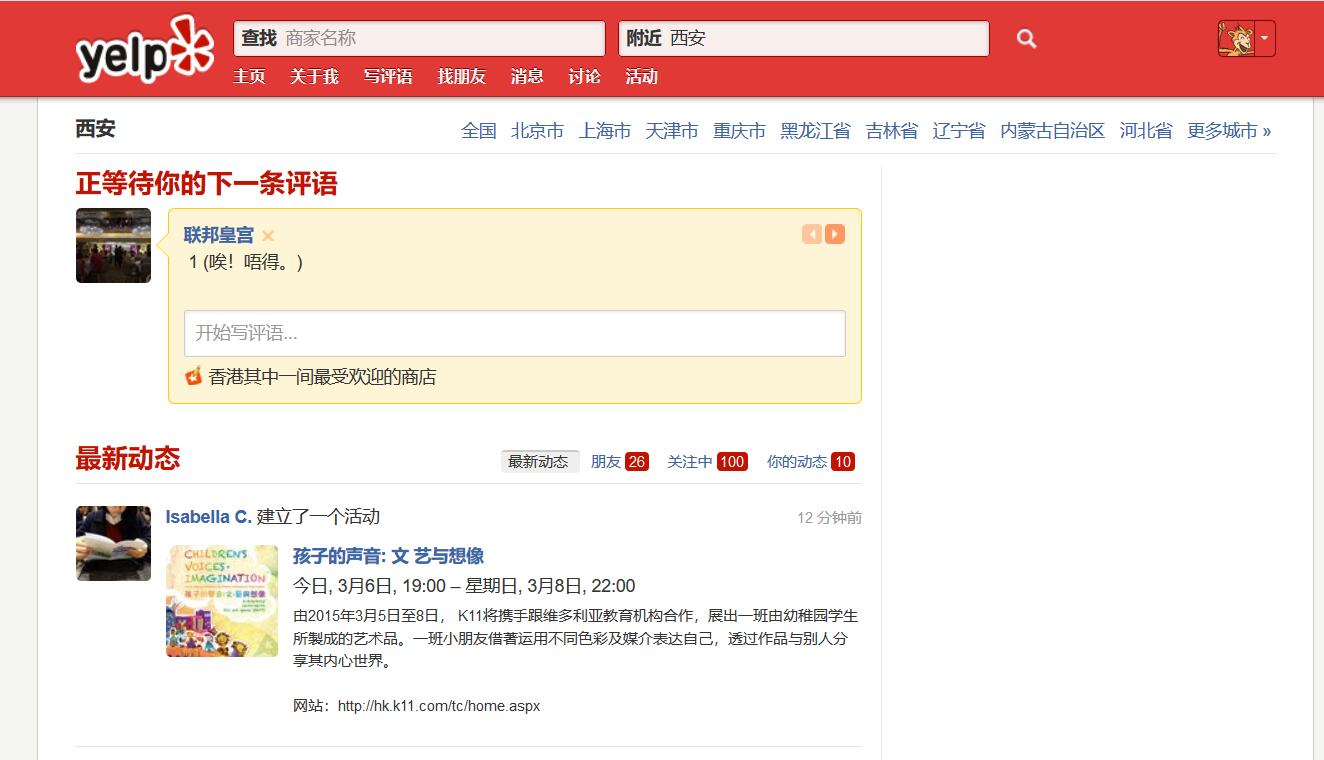 yelp
查找 商家名称
附近 西安
主页 关于我 写评语 找朋友 消息 讨论 活动
西安
全国 北京市 上海市 天津市 重庆市 黑龙江省 吉林省 辽宁省 内蒙古自治区 河北省 更多城市 »
正等待你的下一条评语
联邦皇宫
1 (唉！唔得。)
开始写评语...
香港其中一间最受欢迎的商店
最新动态
最新动态 朋友 26 关注中 100 你的动态 10
Isabella C. 建立了一个活动
12 分钟前
CHILDREN'S
VOICES·
IMAGINATION
孩子的声音: 文 艺与想像
今日, 3月6日, 19:00 – 星期日, 3月8日, 22:00
由2015年3月5日至8日， K11将携手跟维多利亚教育机构合作，展出一班由幼稚园学生
所製成的艺术品。一班小朋友借著运用不同色彩及媒介表达自己，透过作品与别人分
享其内心世界。
网站：http://hk.k11.com/tc/home.aspx